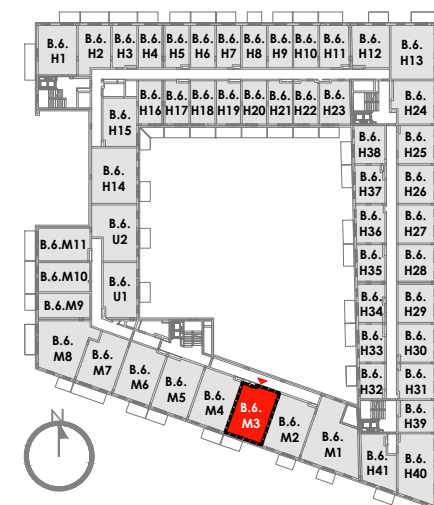 B.6.
H1
B.6.
H2
B.6.
H3
B.6.
H4
B.6.
H5
B.6.
H6
B.6.
H7
B.6.
H8
B.6.
H9
B.6.
H10
B.6.
H11
B.6.
H12
B.6.
H13
B.6.
H15
B.6.
H16
B.6.
H17
B.6.
H18
B.6.
H19
B.6.
H20
B.6.
H21
B.6.
H22
B.6.
H23
B.6.
H24
B.6.
H38
B.6.
H25
B.6.
H14
B.6.
H37
B.6.
H26
B.6.
U2
B.6.
H36
B.6.
H27
B.6.M11
B.6.
H35
B.6.
H28
B.6.M10
B.6.
U1
B.6.
H34
B.6.
H29
B.6.M9
B.6.
M8
B.6.
M7
B.6.
M6
B.6.
M5
B.6.
M4
B.6.
M3
B.6.
M2
B.6.
M1
B.6.
H33
B.6.
H30
B.6.
H32
B.6.
H31
B.6.
H39
B.6.
H41
B.6.
H40
N